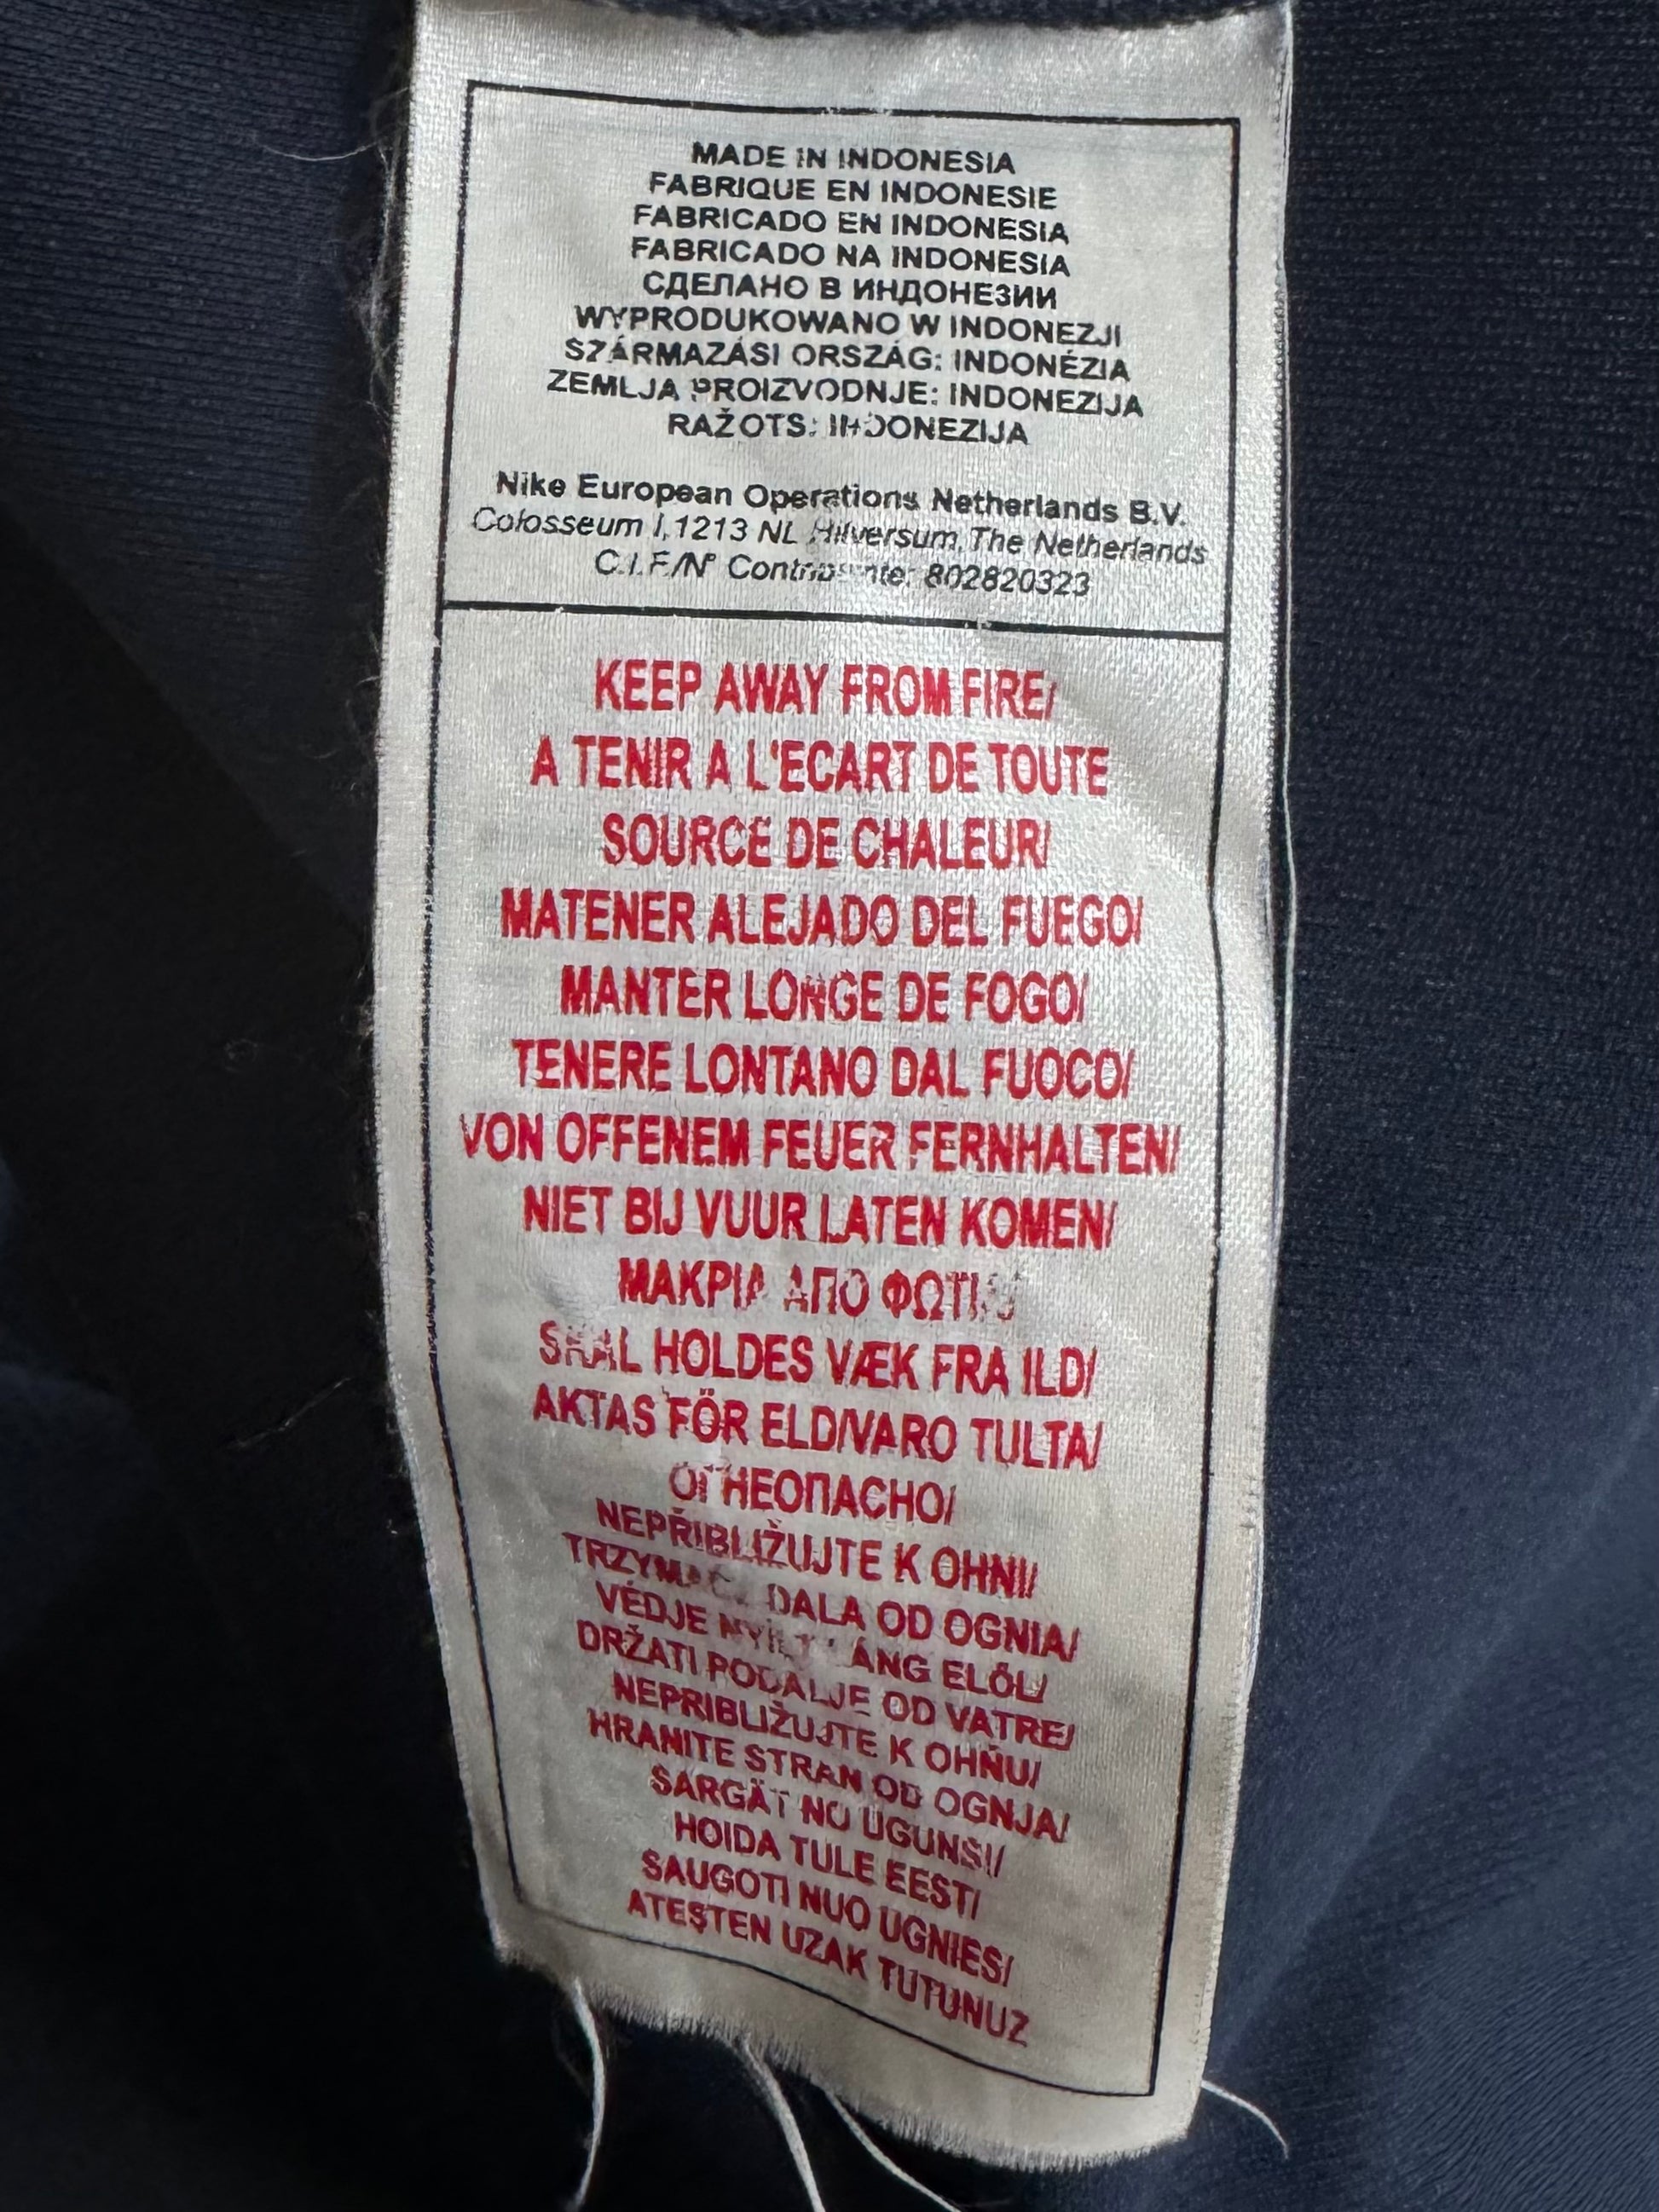 MADE IN INDONESIA
FABRIQUE EN INDONESIE
FABRICADO EN INDONESIA
FABRICADO NA INDONESIA
СДЕЛАНО В ИНДОНЕЗИИ
WYPRODUKOWANO W INDONEZJI
SZÁRMAZÁSI ORSZÁG: INDONÉZIA
ZEMLJA PROIZVODNJE: INDONEZIJA
RAŽOTS: INDONEZIJA
Nike European Operations Netherlands B.V.
Colosseum 1, 1213 NL Hilversum, The Netherlands
C.I.F./N° 802820323
KEEP AWAY FROM FIRE/
A TENIR A L'ECART DE TOUTE
SOURCE DE CHALEUR/
MATENER ALEJADO DEL FUEGO/
MANTER LONGE DE FOGO/
TENERE LONTANO DAL FUOCO/
VON OFFENEM FEUER FERNHALTEN/
NIET BIJ VUUR LATEN KOMEN/
ΜΑΚΡΙΑ ΑΠΟ
SKAL HOLDES VÆK FRA ILD/
AKTAS FÖR ELD/VARO TULTA/
ОГНЕОПАСНО/
NEPŘIBLIŽUJTE K OHNI/
DALA OD OGNIA/
VÉDJE ELŐL/
DRŽATI PODALJE OD VATRE/
NEPRIBLIŽUJTE K OHŇU/
HRANITE STRAN OD OGNJA/
SARGĀT NO UGUNS!/
HOIDA TULE EEST/
SAUGOTI NUO UGNIES/
ATEŞTEN UZAK TUTUNUZ